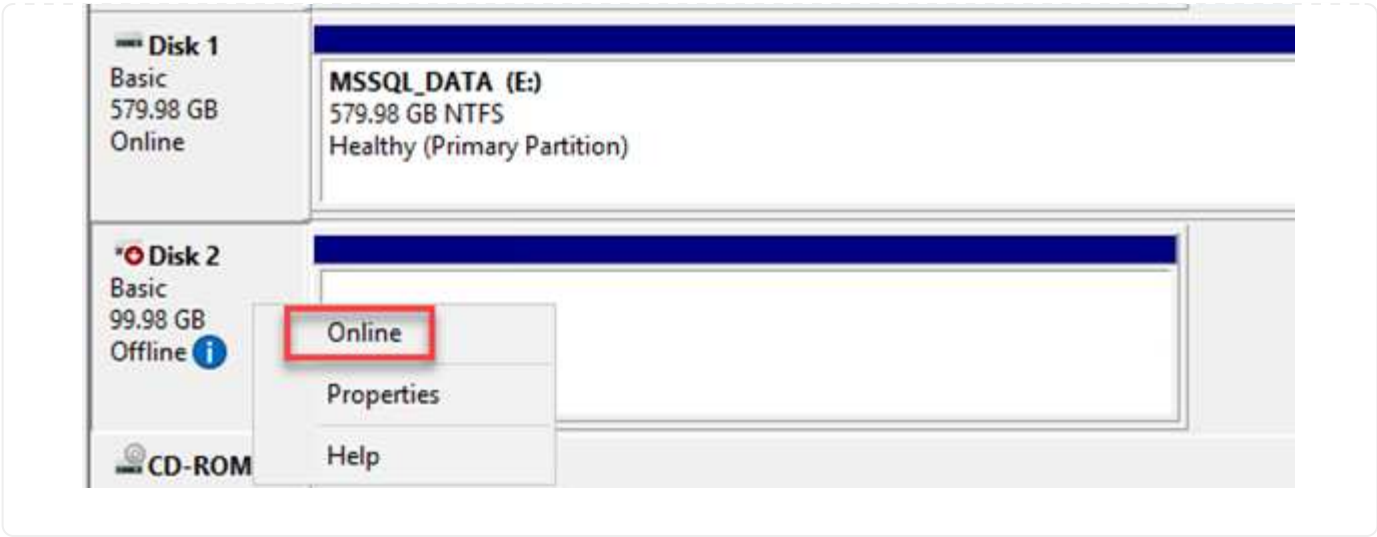 Disk 1
Basic
579.98 GB
Online
MSSQL_DATA (E:)
579.98 GB NTFS
Healthy (Primary Partition)
Disk 2
Basic
99.98 GB
Offline
Online
Properties
Help
CD-ROM